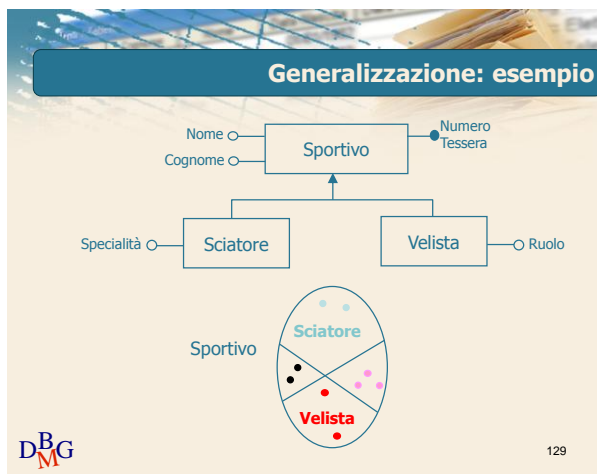 Generalizzazione: esempio
Nome
Cognome
Sportivo
Numero
Tessera
Specialità
Sciatore
Velista
Ruolo
Sciatore
Sportivo
Velista
DBMG
129